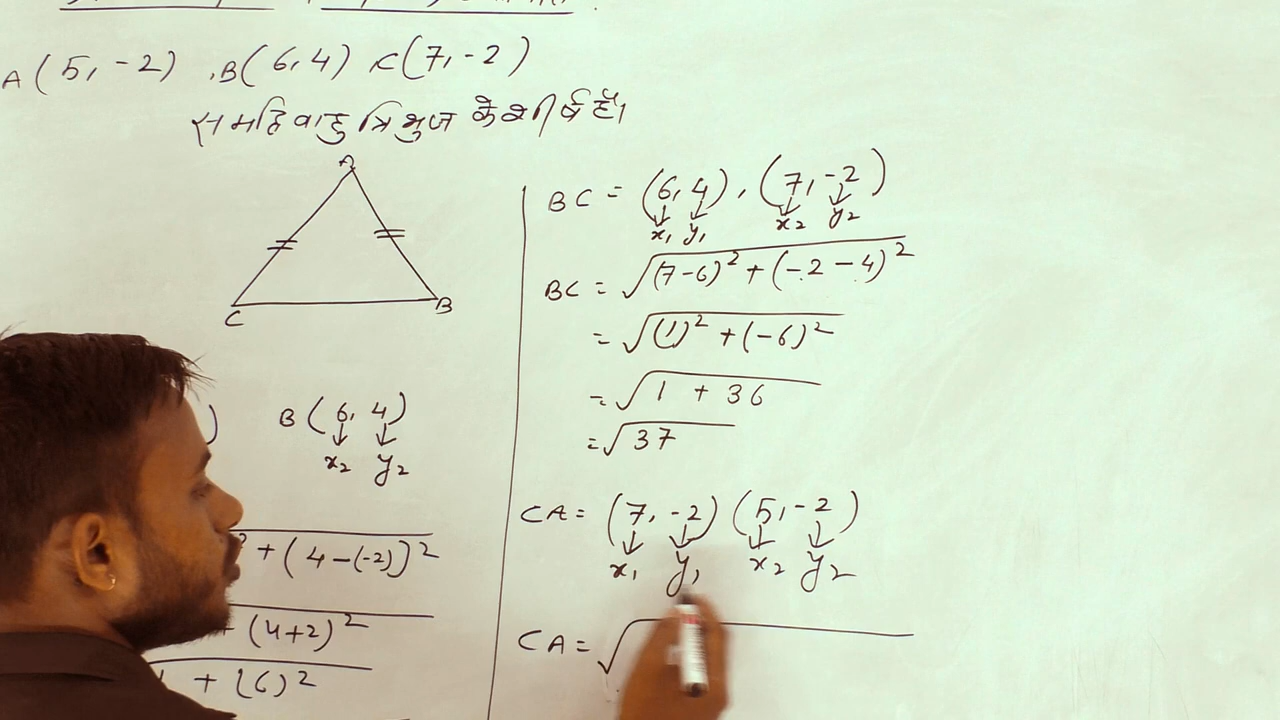 A (5, -2) , B(6, 4) , C(7, -2)
समद्विबाहु त्रिभुज के शीर्ष हैं।
A
C B
B (6, 4)
x₂ y₂
² + (4-(-2))²
+ (4+2)²
+ (6)²
BC = (6, 4) , (7, -2)
x₁ y₁ x₂ y₂
BC = √(7-6)² + (-2-4)²
= √(1)² + (-6)²
= √1 + 36
= √37
CA = (7, -2) (5, -2)
x₁ y₁ x₂ y₂
CA = √